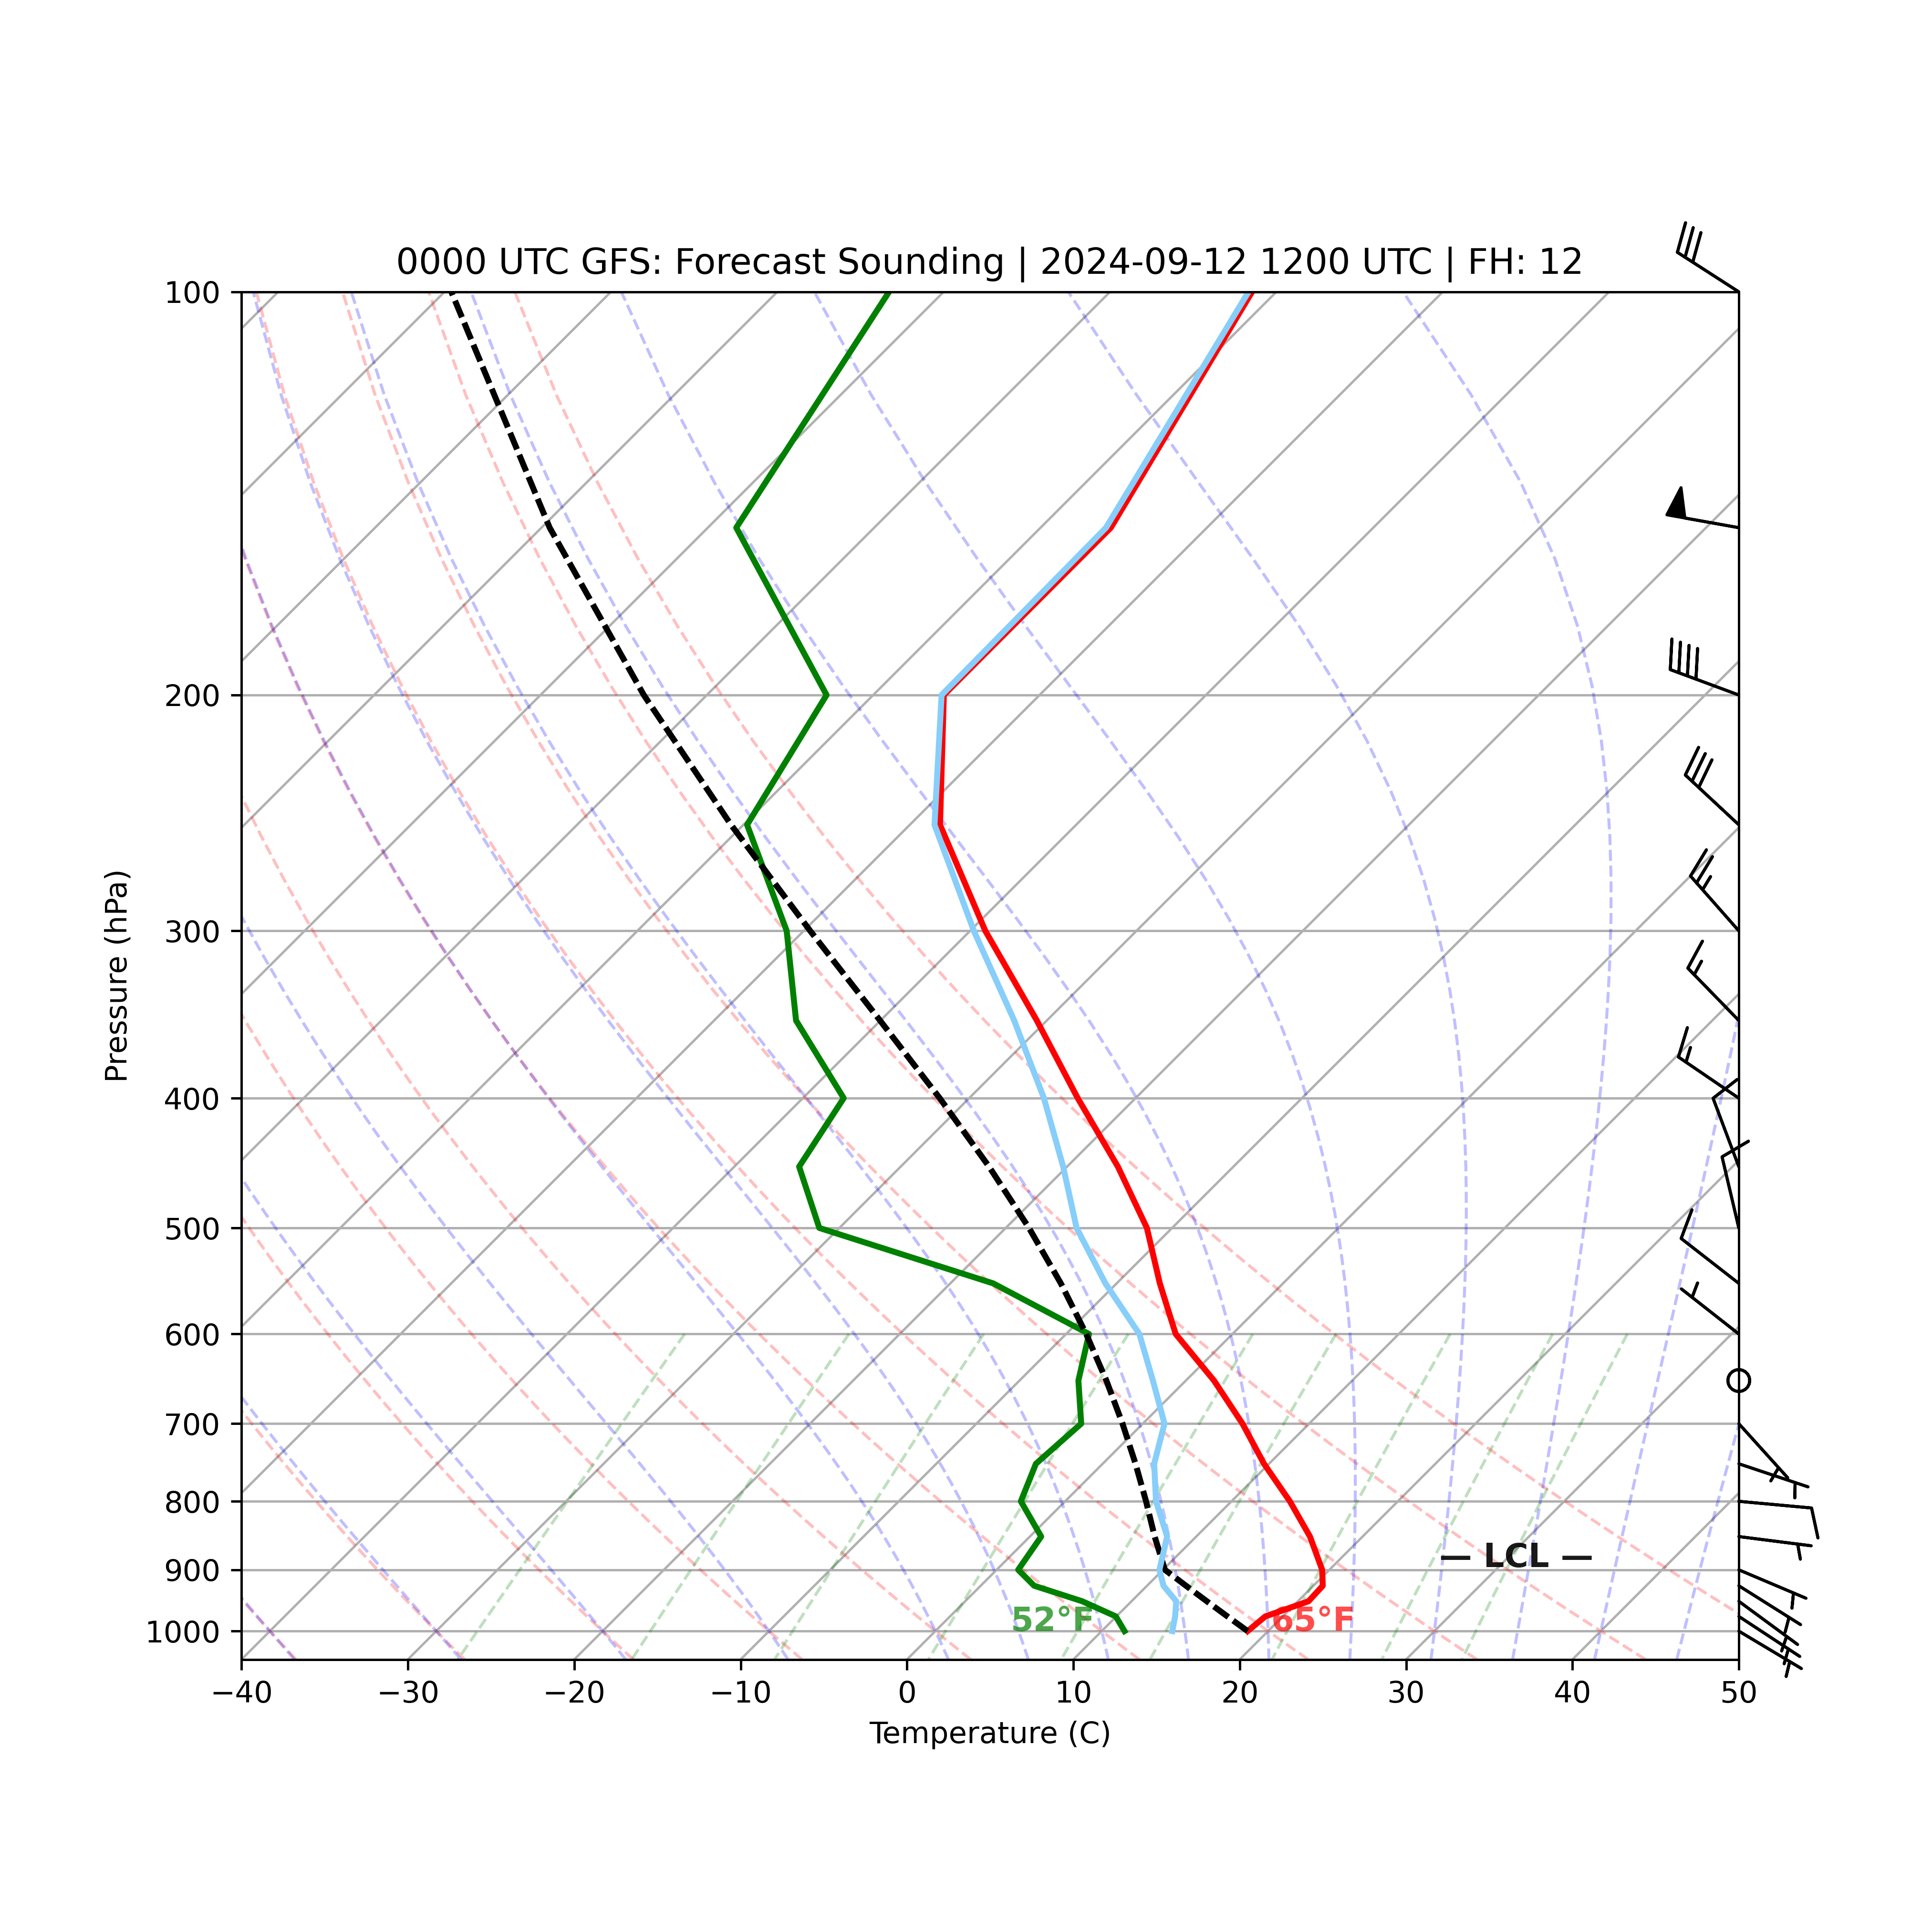 0000 UTC GFS: Forecast Sounding | 2024-09-12 1200 UTC | FH: 12
100
200
300
400
500
600
700
800
900
1000
Pressure (hPa)
— LCL —
52°F
65°F
−40 −30 −20 −10 0 10 20 30 40 50
Temperature (C)